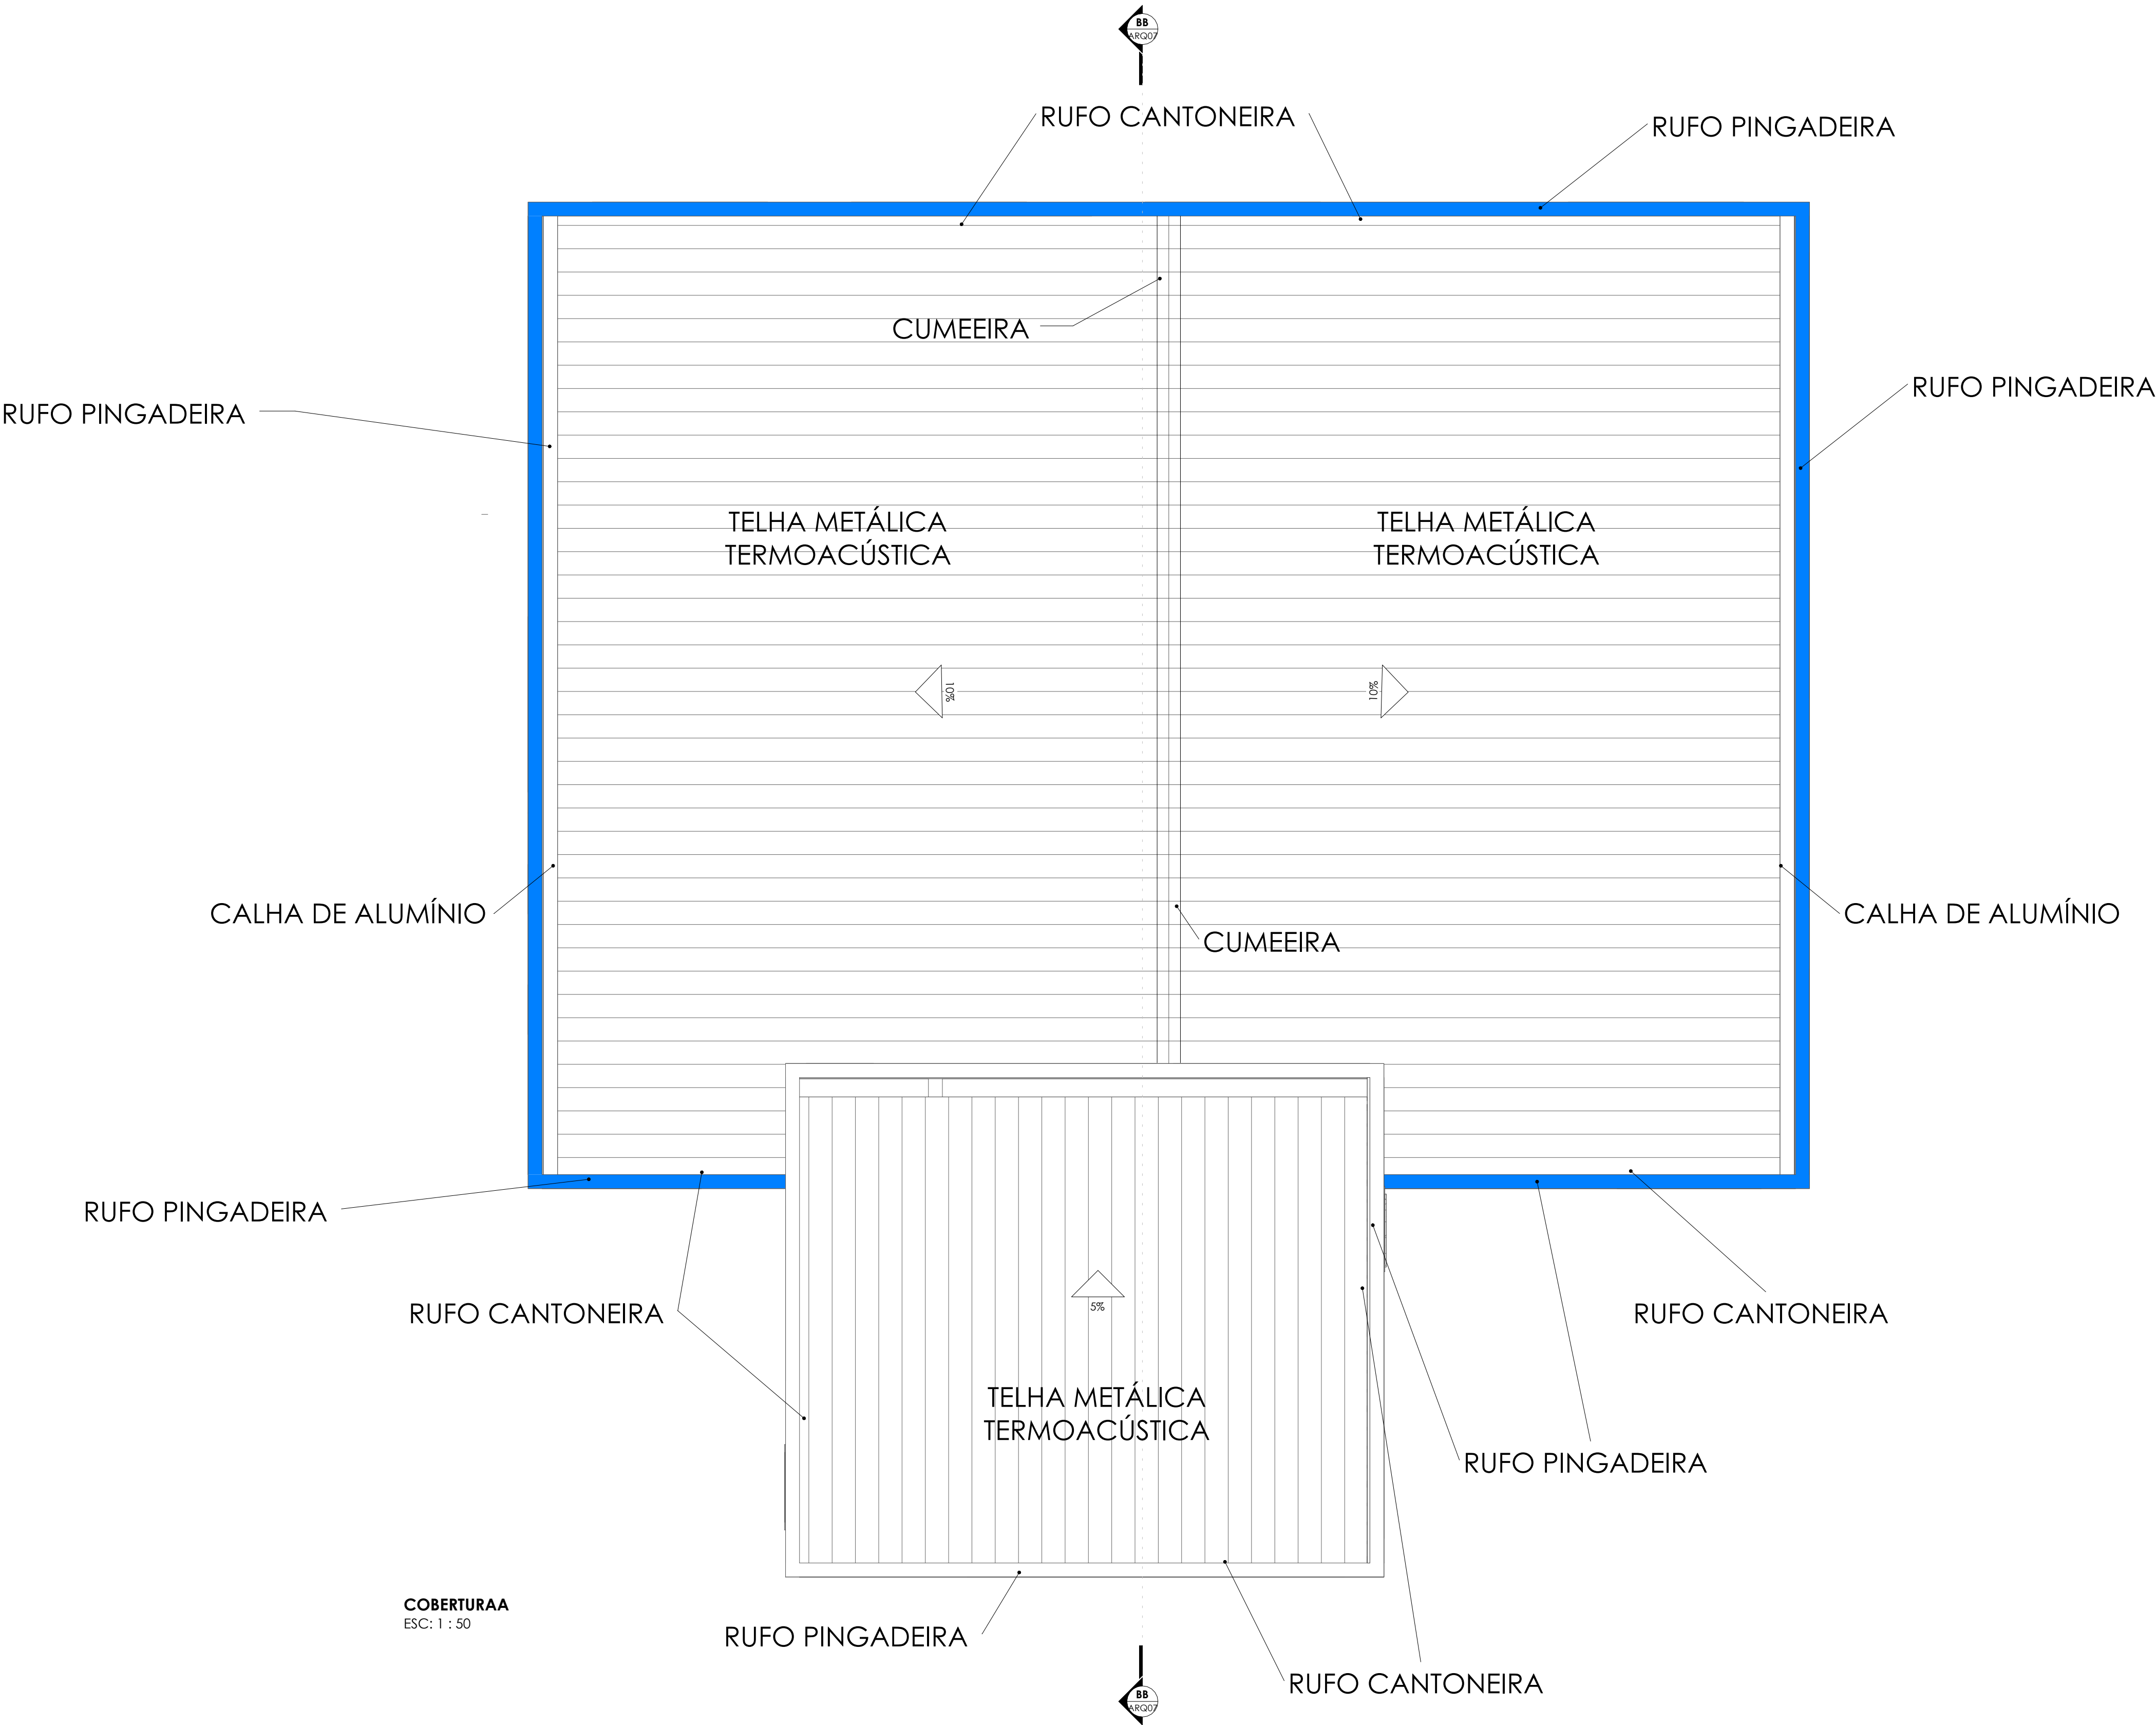 BB
ARQ07
RUFO CANTONEIRA
RUFO PINGADEIRA
CUMEEIRA
RUFO PINGADEIRA
RUFO PINGADEIRA
TELHA METÁLICA
TERMOACÚSTICA
TELHA METÁLICA
TERMOACÚSTICA
10%
10%
CALHA DE ALUMÍNIO
CALHA DE ALUMÍNIO
CUMEEIRA
RUFO PINGADEIRA
RUFO CANTONEIRA
5%
RUFO CANTONEIRA
TELHA METÁLICA
TERMOACÚSTICA
RUFO PINGADEIRA
COBERTURAA
ESC: 1 : 50
RUFO PINGADEIRA
RUFO CANTONEIRA
BB
ARQ07